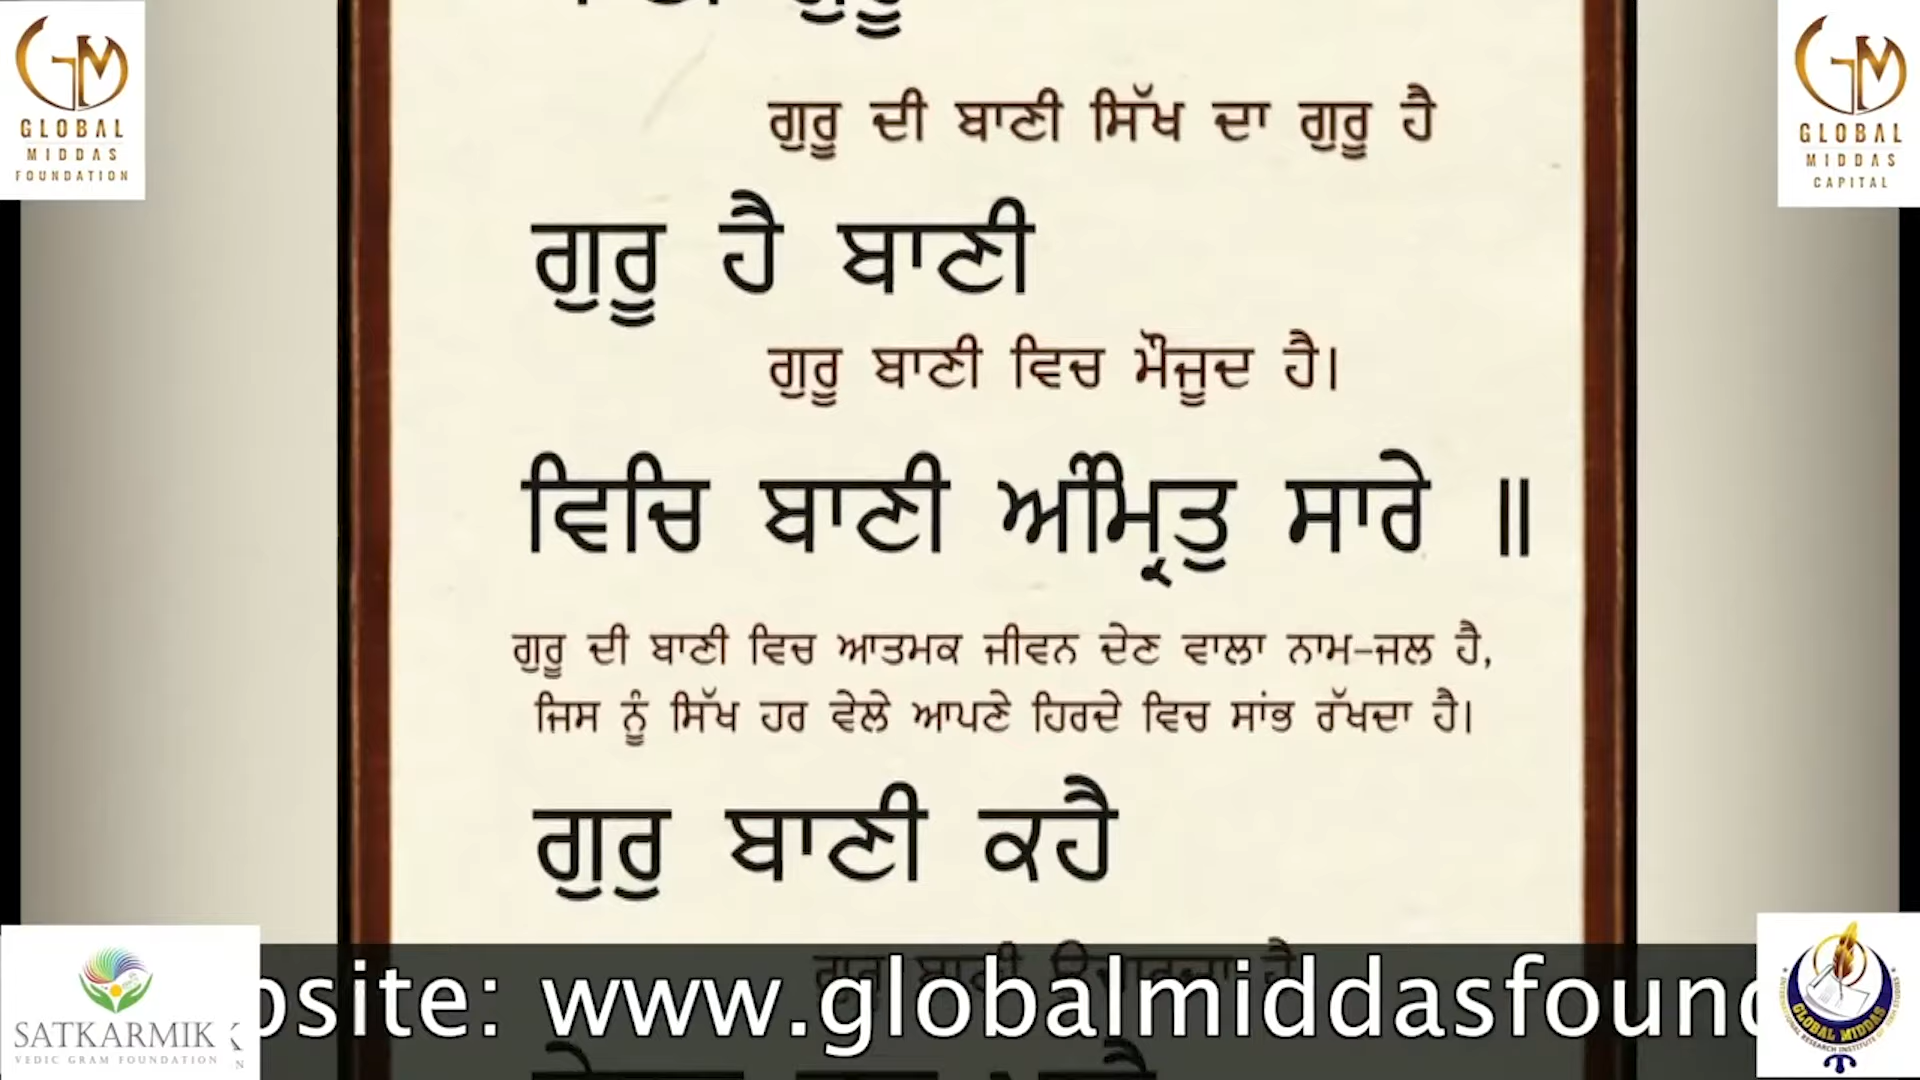 ਗੁਰੂ
ਗੁਰੂ ਦੀ ਬਾਣੀ ਸਿੱਖ ਦਾ ਗੁਰੂ ਹੈ
ਗੁਰੂ ਹੈ ਬਾਣੀ
ਗੁਰੂ ਬਾਣੀ ਵਿਚ ਮੌਜੂਦ ਹੈ।
ਵਿਚਿ ਬਾਣੀ ਅੰਮ੍ਰਿਤੁ ਸਾਰੇ ॥
ਗੁਰੂ ਦੀ ਬਾਣੀ ਵਿਚ ਆਤਮਕ ਜੀਵਨ ਦੇਣ ਵਾਲਾ ਨਾਮ-ਜਲ ਹੈ,
ਜਿਸ ਨੂੰ ਸਿੱਖ ਹਰ ਵੇਲੇ ਆਪਣੇ ਹਿਰਦੇ ਵਿਚ ਸਾਂਭ ਰੱਖਦਾ ਹੈ।
ਗੁਰੁ ਬਾਣੀ ਕਹੈ
bsite: www.globalmiddasfound
GLOBAL
MIDDAS
FOUNDATION
GLOBAL
MIDDAS
CAPITAL
SATKARMIK
VEDIC GRAM FOUNDATION
GLOBAL MIDDAS